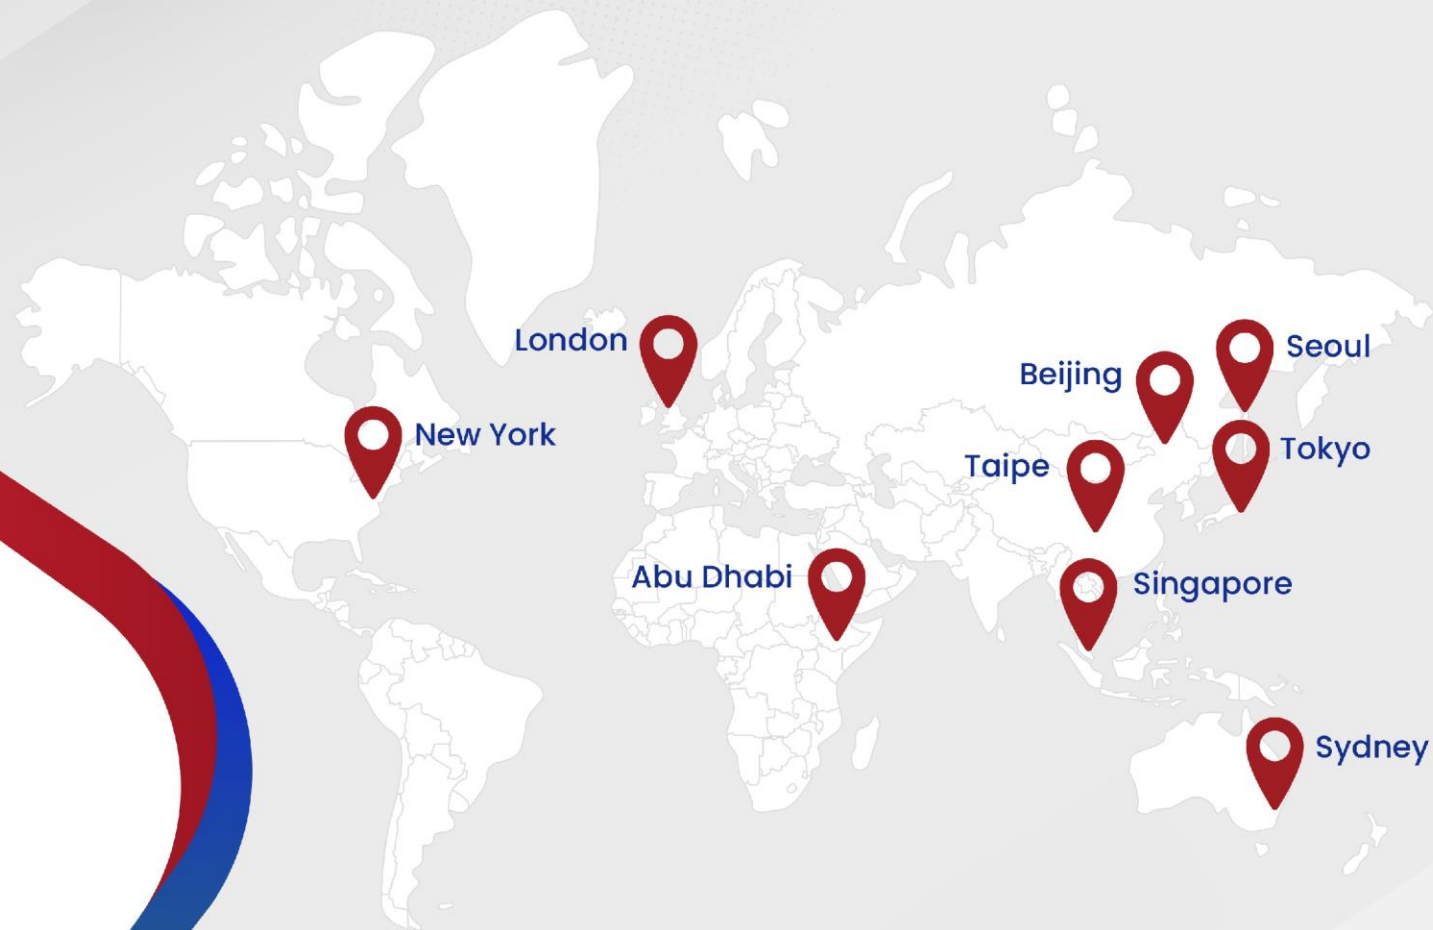 London
Seoul
Beijing
New York
Tokyo
Taipe
Abu Dhabi
Singapore
Sydney